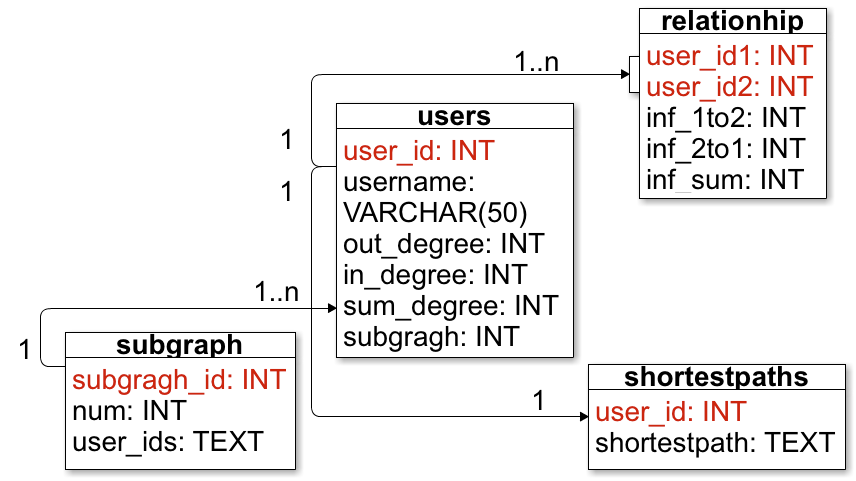 relationhip
user_id1: INT
user_id2: INT
inf_1to2: INT
inf_2to1: INT
inf_sum: INT
1..n
1
users
user_id: INT
username:
VARCHAR(50)
out_degree: INT
in_degree: INT
sum_degree: INT
subgragh: INT
1
1..n
1
subgraph
subgragh_id: INT
num: INT
user_ids: TEXT
1
shortestpaths
user_id: INT
shortestpath: TEXT